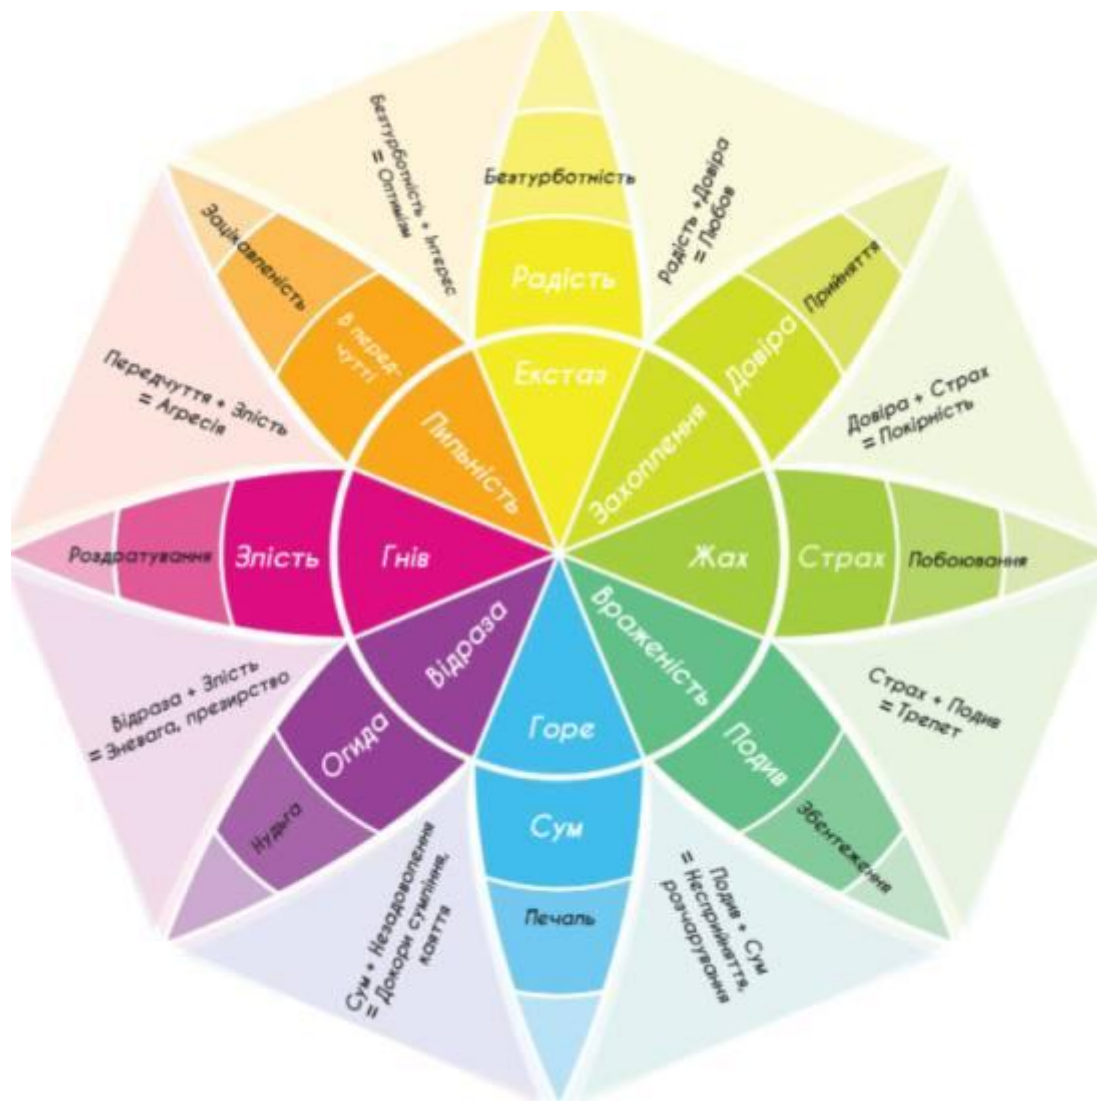 Безтурботність + Інтерес
= Оптимізм
Безтурботність
Радість
Екстаз
Радість +Довіра
= Любов
Прийняття
Довіра
Захоплення
Довіра + Страх
= Покірність
Жах
Страх
Побоювання
Страх + Подив
= Трепет
Враженість
Подив
Збентеження
Подив + Сум
= Несприйняття,
розчарування
Горе
Сум
Печаль
Сум + Незадоволення
= Докори сумління,
каяття
Відраза
Огида
Нудьга
Відраза + Злість
= Зневага, презирство
Роздратування
Злість
Гнів
Передчуття + Злість
= Агресія
Зацікавленість
В перед-
чутті
Пильність